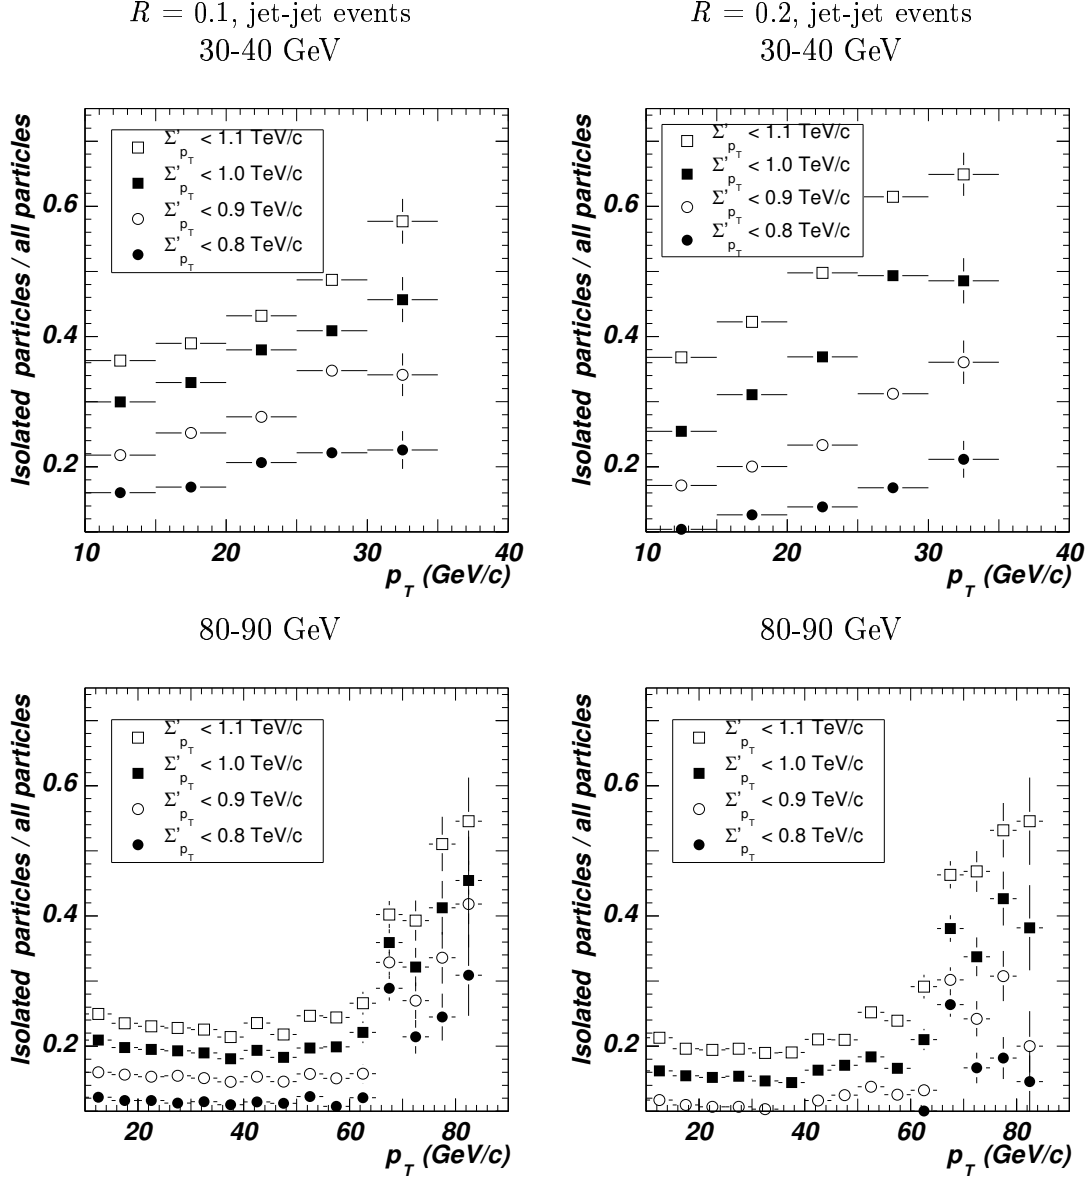 R = 0.1, jet-jet events
30-40 GeV
Isolated particles / all particles
0.6
0.4
0.2
Σ'pT < 1.1 TeV/c
Σ'pT < 1.0 TeV/c
Σ'pT < 0.9 TeV/c
Σ'pT < 0.8 TeV/c
10 20 30 40
pT (GeV/c)
R = 0.2, jet-jet events
30-40 GeV
Isolated particles / all particles
0.6
0.4
0.2
Σ'pT < 1.1 TeV/c
Σ'pT < 1.0 TeV/c
Σ'pT < 0.9 TeV/c
Σ'pT < 0.8 TeV/c
10 20 30 40
pT (GeV/c)
80-90 GeV
Isolated particles / all particles
0.6
0.4
0.2
Σ'pT < 1.1 TeV/c
Σ'pT < 1.0 TeV/c
Σ'pT < 0.9 TeV/c
Σ'pT < 0.8 TeV/c
20 40 60 80
pT (GeV/c)
80-90 GeV
Isolated particles / all particles
0.6
0.4
0.2
Σ'pT < 1.1 TeV/c
Σ'pT < 1.0 TeV/c
Σ'pT < 0.9 TeV/c
Σ'pT < 0.8 TeV/c
20 40 60 80
pT (GeV/c)